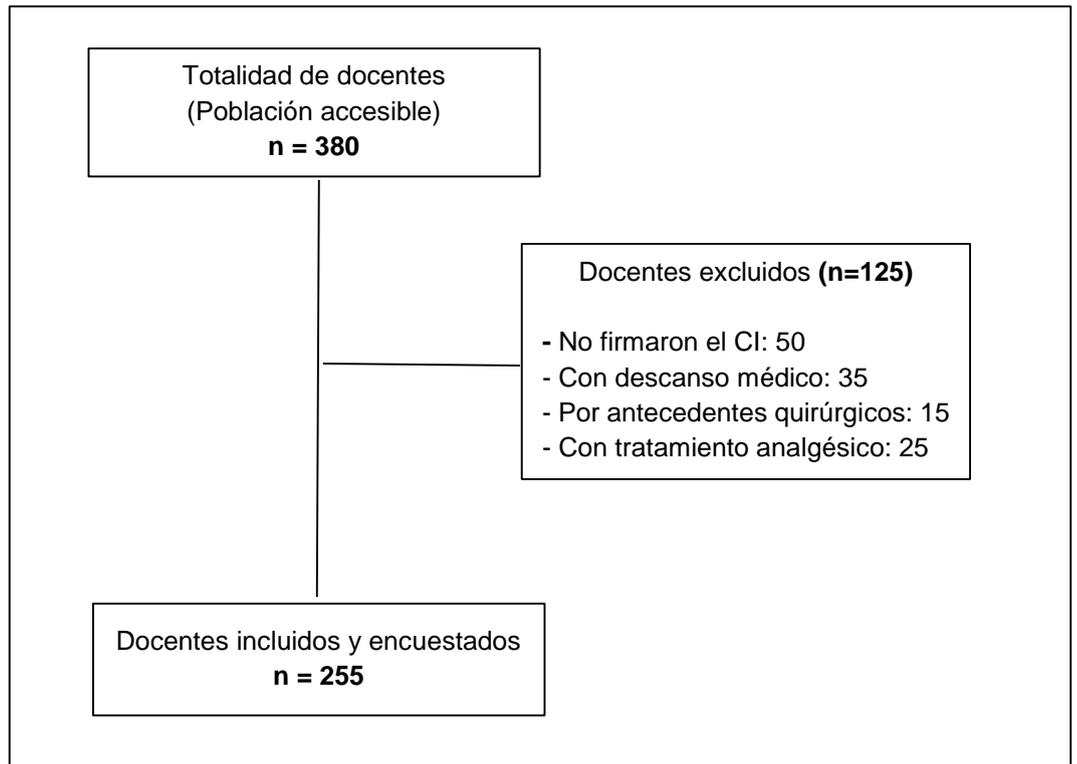 Totalidad de docentes
(Población accesible)
n = 380
Docentes excluidos (n=125)
- No firmaron el CI: 50
- Con descanso médico: 35
- Por antecedentes quirúrgicos: 15
- Con tratamiento analgésico: 25
Docentes incluidos y encuestados
n = 255